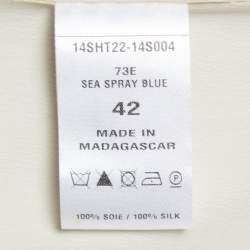 14SHT22-14S004
73E
SEA SPRAY BLUE
42
MADE IN
MADAGASCAR
100% SOIE / 100% SILK